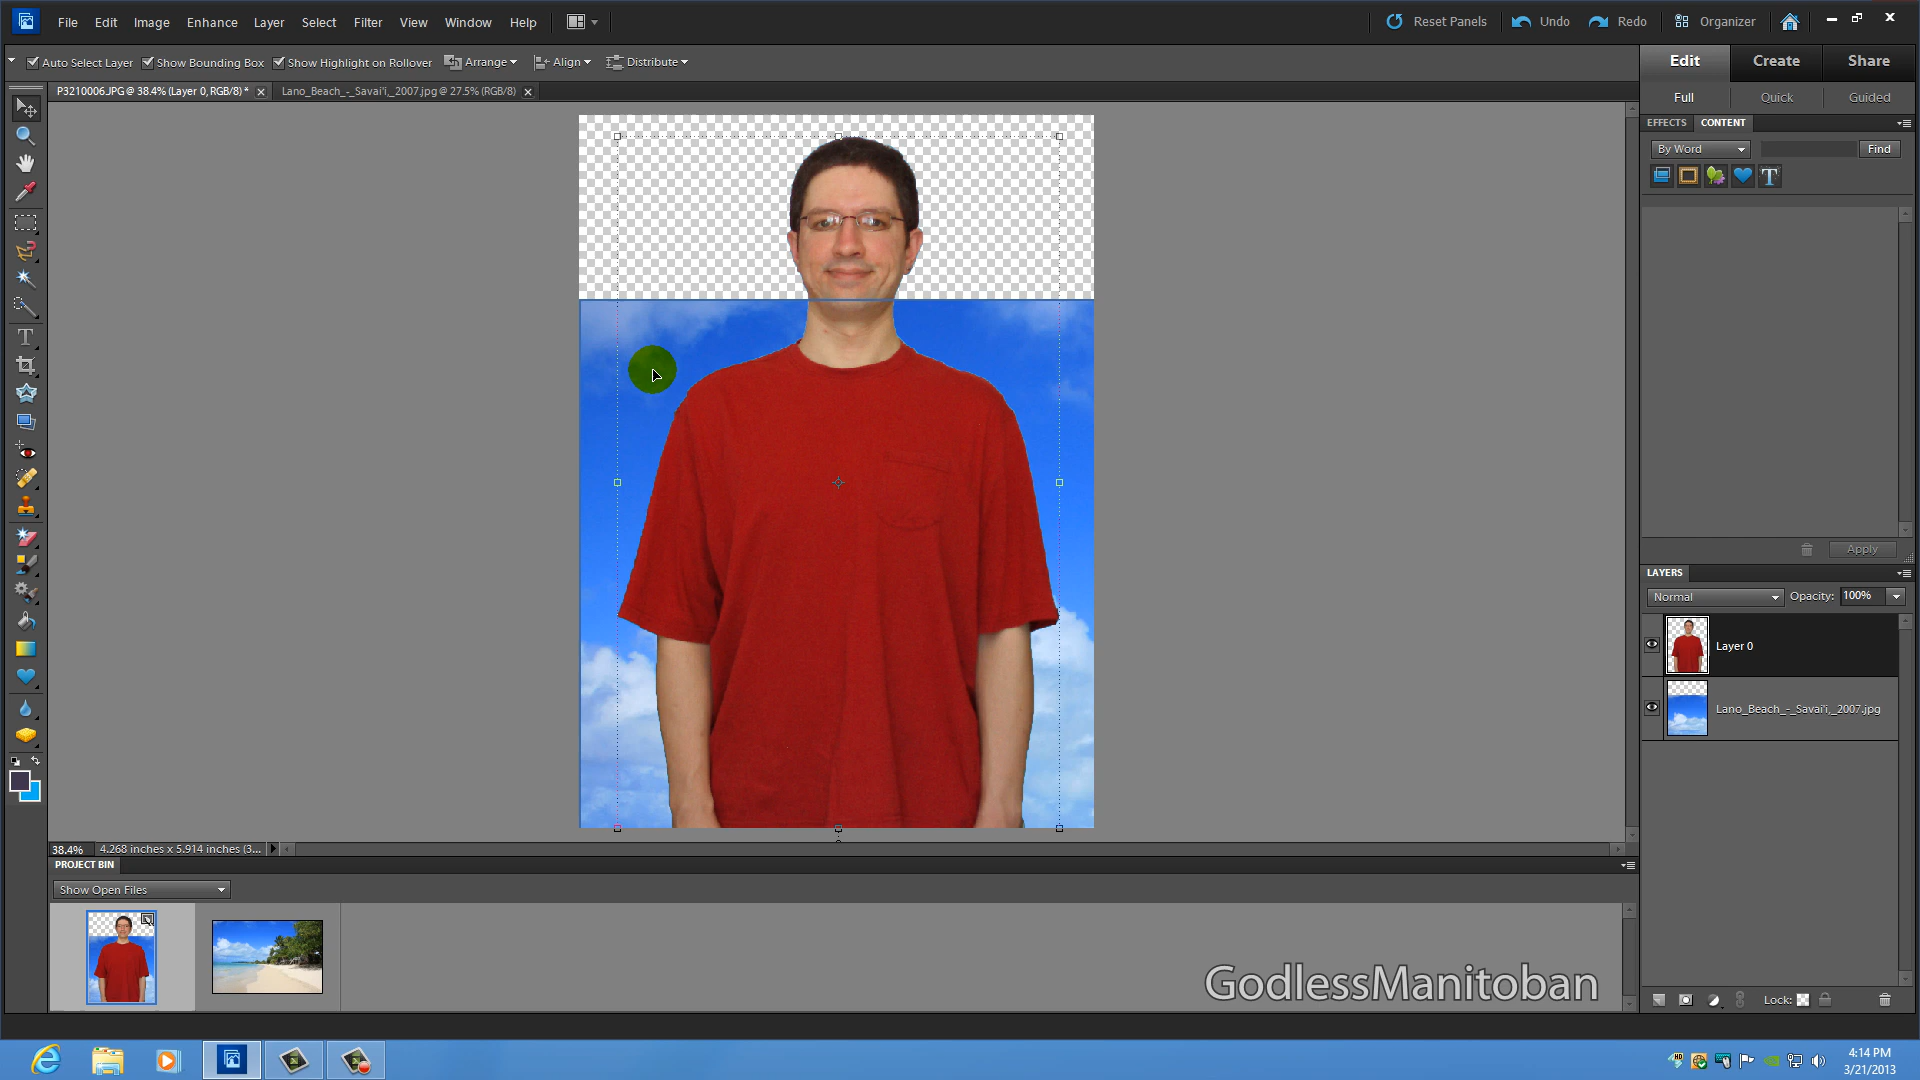 File Edit Image Enhance Layer Select Filter View Window Help
Reset Panels Undo Redo Organizer
Auto Select Layer Show Bounding Box Show Highlight on Rollover Arrange Align Distribute
Edit Create Share
P3210006.JPG @ 38.4% (Layer 0, RGB/8) *
Lano_Beach_-_Savai'i,_2007.jpg @ 27.5% (RGB/8)
Full Quick Guided
EFFECTS CONTENT
By Word Find
Apply
LAYERS
Normal Opacity: 100%
Layer 0
Lano_Beach_-_Savai'i,_2007.jpg
Lock:
38.4% 4.268 inches x 5.914 inches (3...
PROJECT BIN
Show Open Files
GodlessManitoban
4:14 PM
3/21/2013